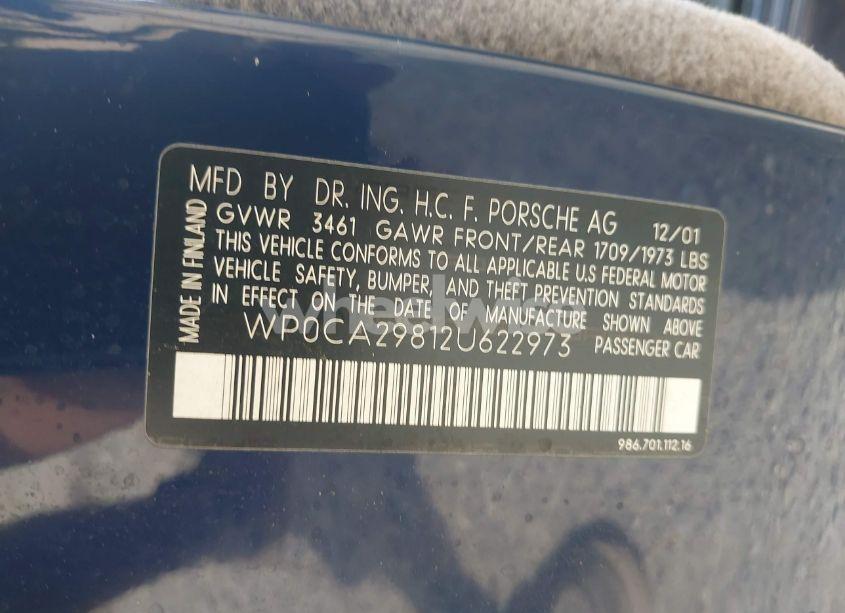 MFD BY DR. ING. H.C. F. PORSCHE AG 12/01
GVWR 3461 GAWR FRONT/REAR 1709/1973 LBS
THIS VEHICLE CONFORMS TO ALL APPLICABLE U.S FEDERAL MOTOR
VEHICLE SAFETY, BUMPER, AND THEFT PREVENTION STANDARDS
IN EFFECT ON THE DATE OF MANUFACTURE SHOWN ABOVE
WP0CA29812U622973 PASSENGER CAR
MADE IN FINLAND
986.701.112.16